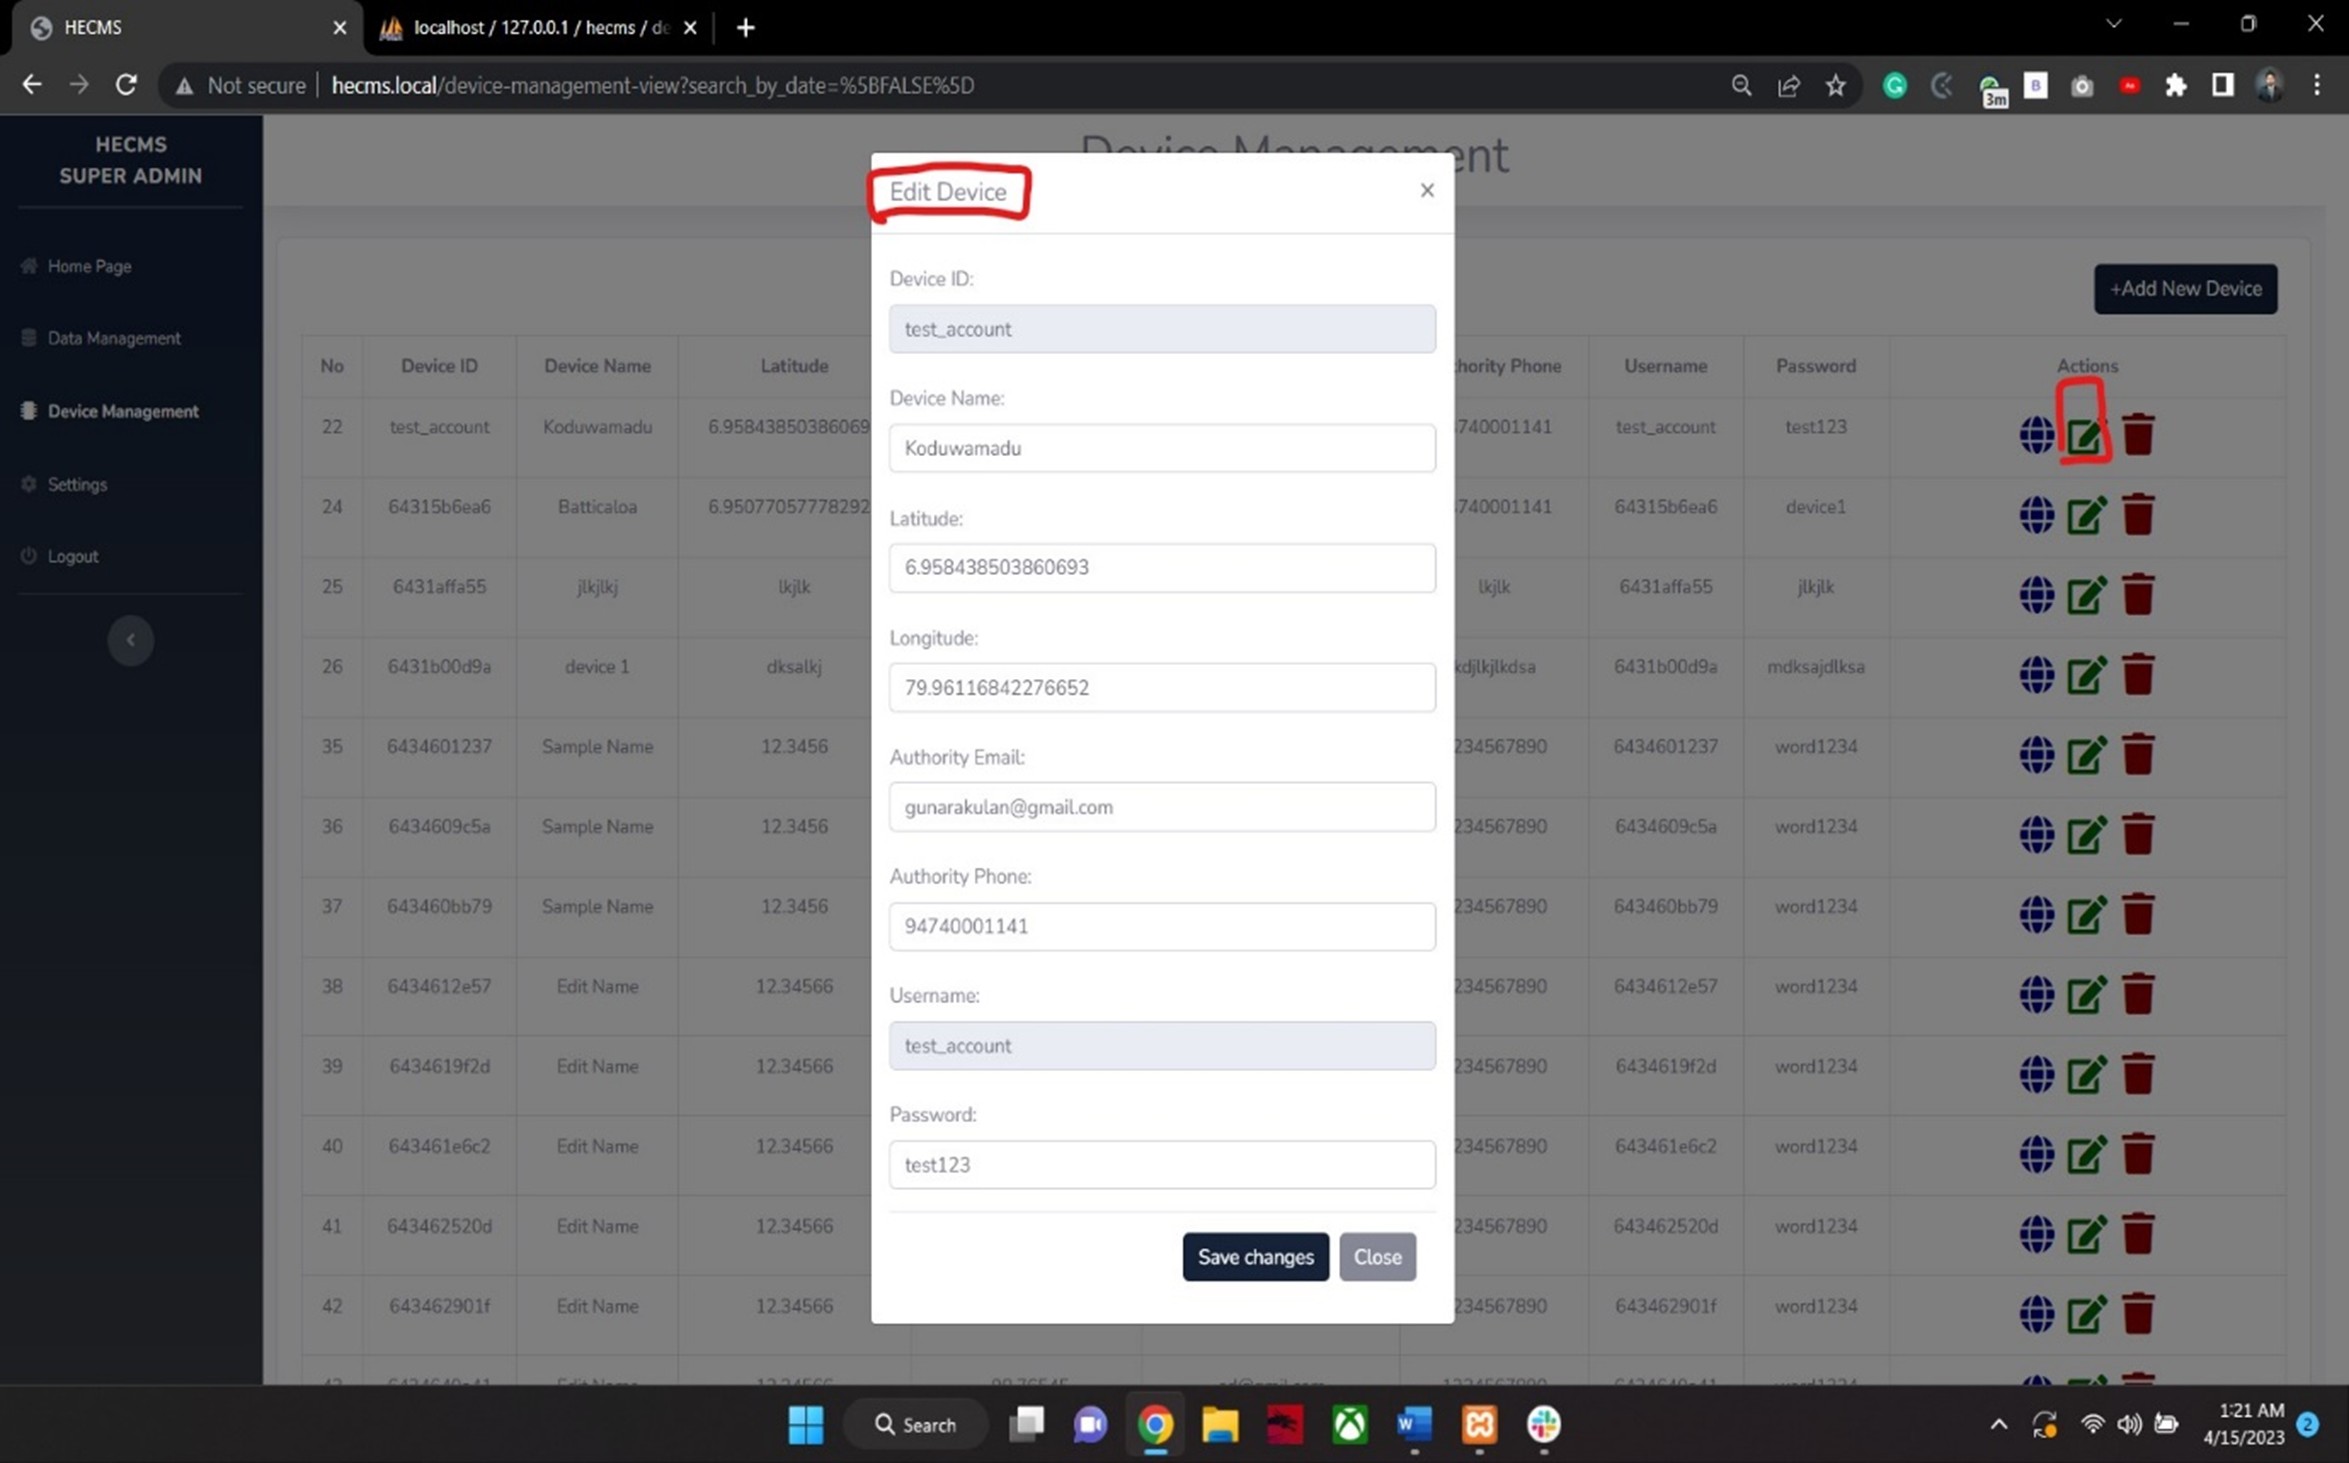 HECMS
localhost / 127.0.0.1 / hecms / de
Not secure
hecms.local/device-management-view?search_by_date=%5BFALSE%5D
3m
B
HECMS
SUPER ADMIN
Home Page
Data Management
Device Management
Settings
Logout
Device Management
+Add New Device
No Device ID Device Name Latitude hority Phone Username Password Actions
22 test_account Koduwamadu 6.95843850386069 740001141 test_account test123
24 64315b6ea6 Batticaloa 6.95077057778292 740001141 64315b6ea6 device1
25 6431affa55 jlkjlkj lkjlk lkjlk 6431affa55 jlkjlk
26 6431b00d9a device 1 dksalkj kdjlkjlkdsa 6431b00d9a mdksajdlksa
35 6434601237 Sample Name 12.3456 234567890 6434601237 word1234
36 6434609c5a Sample Name 12.3456 234567890 6434609c5a word1234
37 643460bb79 Sample Name 12.3456 234567890 643460bb79 word1234
38 6434612e57 Edit Name 12.34566 234567890 6434612e57 word1234
39 6434619f2d Edit Name 12.34566 234567890 6434619f2d word1234
40 643461e6c2 Edit Name 12.34566 234567890 643461e6c2 word1234
41 643462520d Edit Name 12.34566 234567890 643462520d word1234
42 643462901f Edit Name 12.34566 234567890 643462901f word1234
Edit Device
Device ID:
test_account
Device Name:
Koduwamadu
Latitude:
6.958438503860693
Longitude:
79.96116842276652
Authority Email:
gunarakulan@gmail.com
Authority Phone:
94740001141
Username:
test_account
Password:
test123
Save changes
Close
Search
1:21 AM
4/15/2023
2